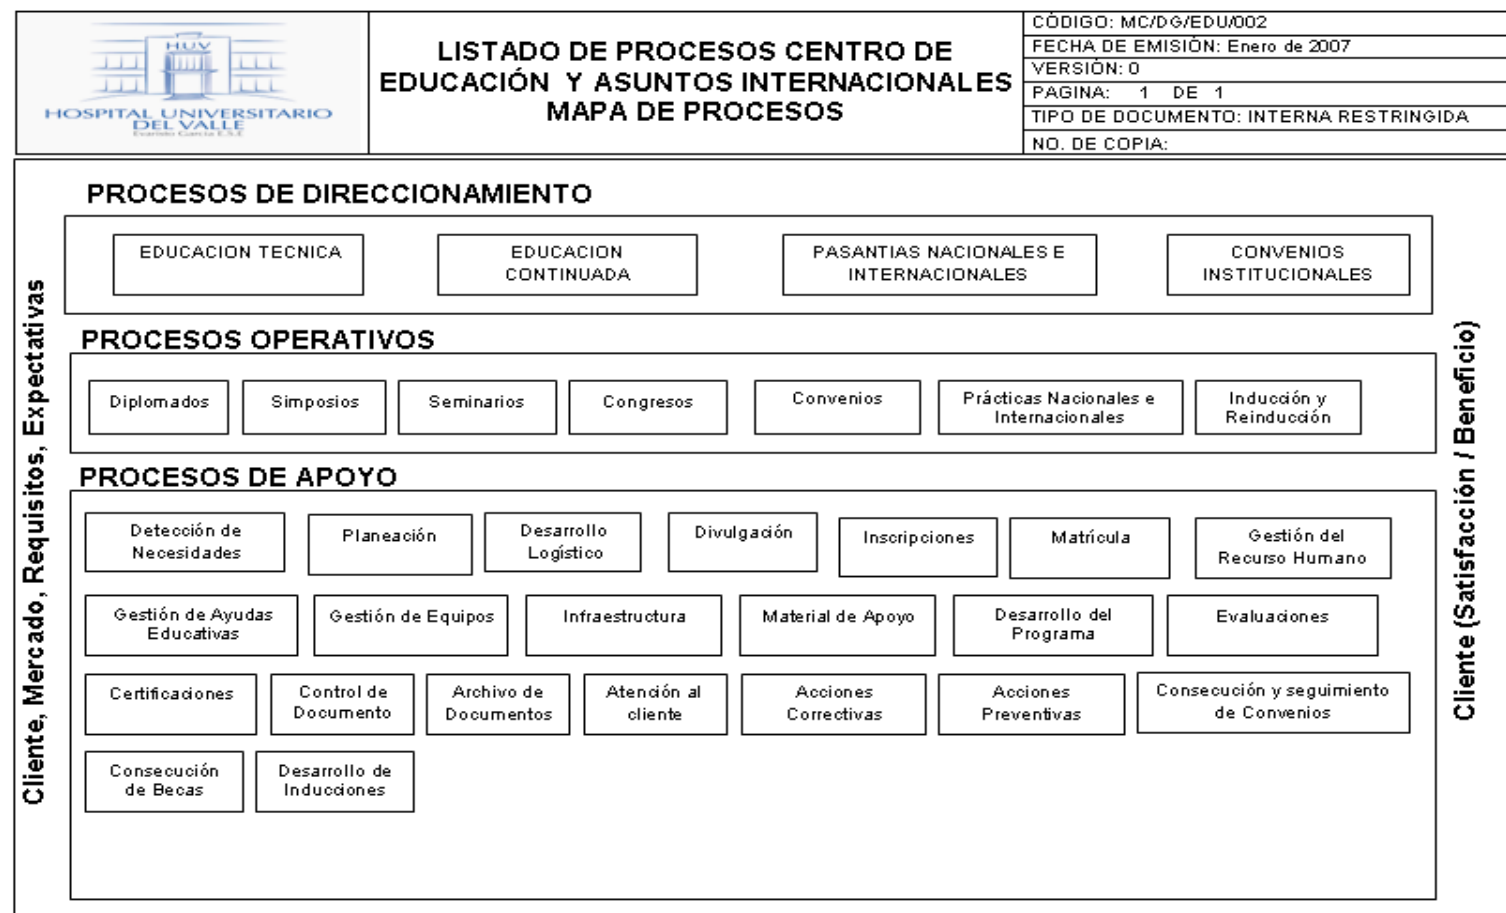 HUV
HOSPITAL UNIVERSITARIO
DEL VALLE
Evaristo Garcia E.S.E
LISTADO DE PROCESOS CENTRO DE
EDUCACIÓN Y ASUNTOS INTERNACIONALES
MAPA DE PROCESOS
CÓDIGO: MC/DG/EDU/002
FECHA DE EMISIÓN: Enero de 2007
VERSIÓN: 0
PAGINA: 1 DE 1
TIPO DE DOCUMENTO: INTERNA RESTRINGIDA
NO. DE COPIA:
Cliente, Mercado, Requisitos, Expectativas
PROCESOS DE DIRECCIONAMIENTO
EDUCACION TECNICA
EDUCACION
CONTINUADA
PASANTIAS NACIONALES E
INTERNACIONALES
CONVENIOS
INSTITUCIONALES
PROCESOS OPERATIVOS
Diplomados
Simposios
Seminarios
Congresos
Convenios
Prácticas Nacionales e
Internacionales
Inducción y
Reinducción
PROCESOS DE APOYO
Detección de
Necesidades
Planeación
Desarrollo
Logístico
Divulgación
Inscripciones
Matrícula
Gestión del
Recurso Humano
Gestión de Ayudas
Educativas
Gestión de Equipos
Infraestructura
Material de Apoyo
Desarrollo del
Programa
Evaluaciones
Certificaciones
Control de
Documento
Archivo de
Documentos
Atención al
cliente
Acciones
Correctivas
Acciones
Preventivas
Consecución y seguimiento
de Convenios
Consecución
de Becas
Desarrollo de
Inducciones
Cliente (Satisfacción / Beneficio)